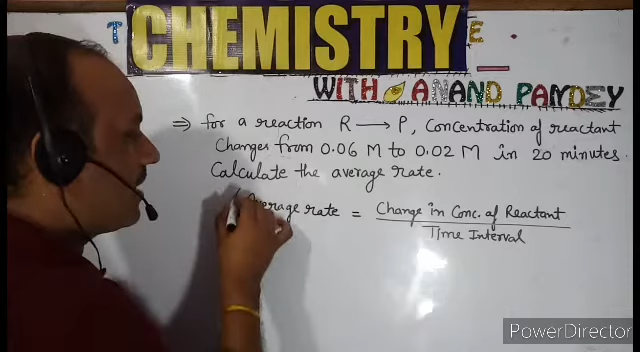 T CHEMISTRY E.
WITH ANAND PANDEY
⇒ For a reaction R → P, Concentration of reactant
Changes from 0.06 M to 0.02 M in 20 minutes.
Calculate the average rate.
Average rate = Change in Conc. of Reactant
Time Interval
PowerDirector